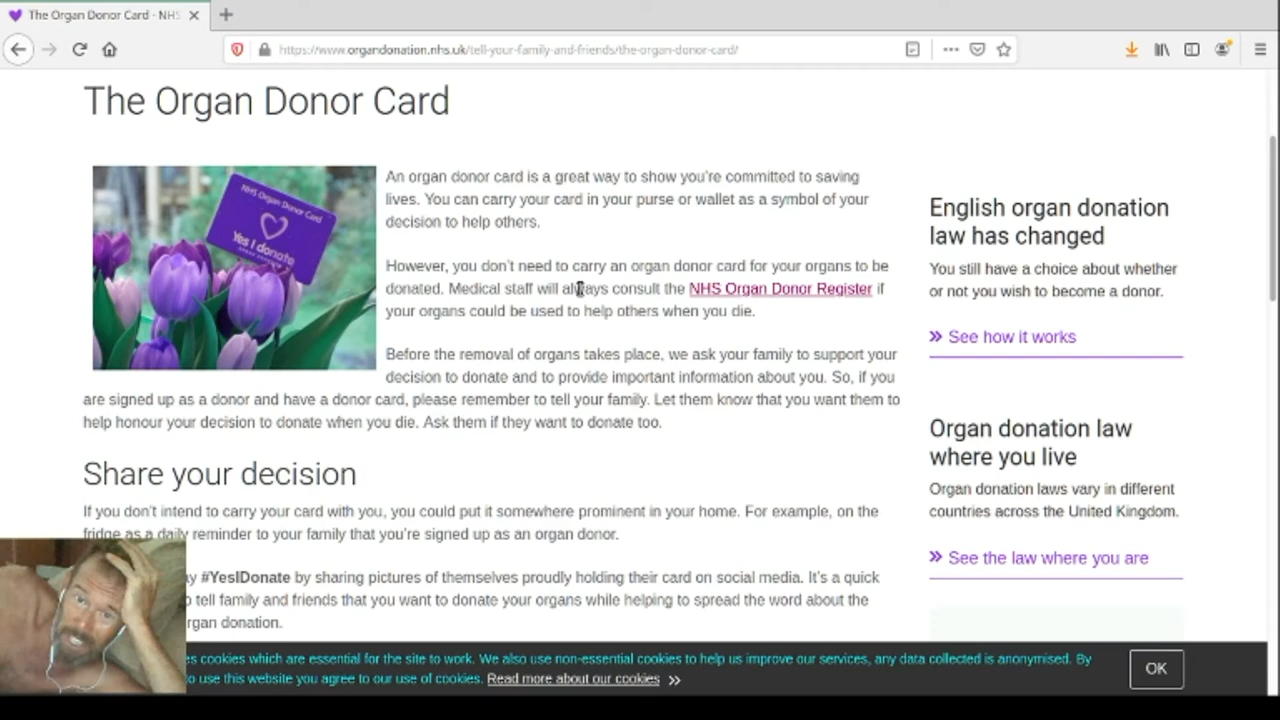 The Organ Donor Card - NHS
https://www.organdonation.nhs.uk/tell-your-family-and-friends/the-organ-donor-card/
The Organ Donor Card
NHS Organ Donor Card
Yes I donate
An organ donor card is a great way to show you're committed to saving
lives. You can carry your card in your purse or wallet as a symbol of your
decision to help others.
However, you don't need to carry an organ donor card for your organs to be
donated. Medical staff will always consult the NHS Organ Donor Register if
your organs could be used to help others when you die.
Before the removal of organs takes place, we ask your family to support your
decision to donate and to provide important information about you. So, if you
are signed up as a donor and have a donor card, please remember to tell your family. Let them know that you want them to
help honour your decision to donate when you die. Ask them if they want to donate too.
Share your decision
If you don't intend to carry your card with you, you could put it somewhere prominent in your home. For example, on the
fridge as a daily reminder to your family that you're signed up as an organ donor.
#YesIDonate by sharing pictures of themselves proudly holding their card on social media. It's a quick
tell family and friends that you want to donate your organs while helping to spread the word about the
donation.
English organ donation
law has changed
You still have a choice about whether
or not you wish to become a donor.
See how it works
Organ donation law
where you live
Organ donation laws vary in different
countries across the United Kingdom.
See the law where you are
cookies which are essential for the site to work. We also use non-essential cookies to help us improve our services, any data collected is anonymised. By
to use this website you agree to our use of cookies. Read more about our cookies
OK